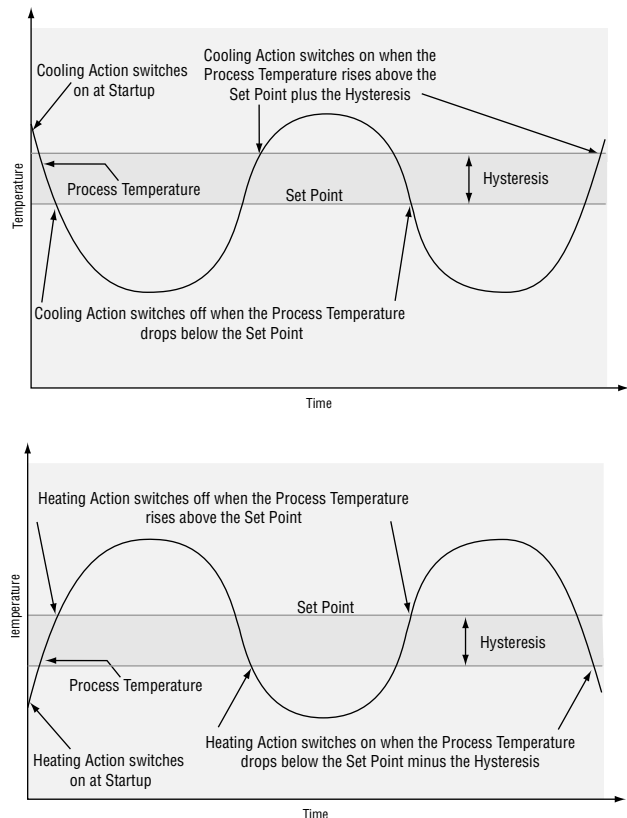 Cooling Action switches
on at Startup
Cooling Action switches on when the
Process Temperature rises above the
Set Point plus the Hysteresis
Temperature
Process Temperature
Set Point
Hysteresis
Cooling Action switches off when the Process Temperature
drops below the Set Point
Time
Heating Action switches off when the Process Temperature
rises above the Set Point
Temperature
Set Point
Hysteresis
Process Temperature
Heating Action switches
on at Startup
Heating Action switches on when the Process Temperature
drops below the Set Point minus the Hysteresis
Time